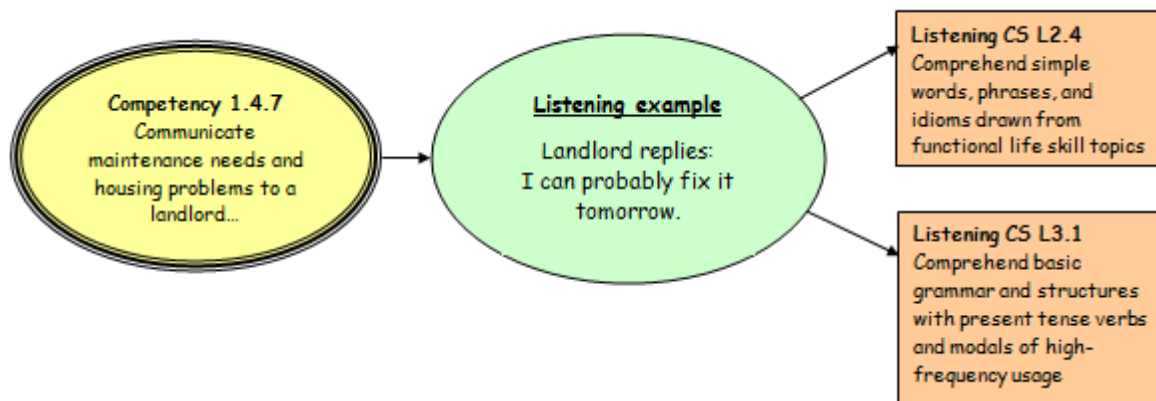 Competency 1.4.7
Communicate
maintenance needs and
housing problems to a
landlord...
Listening example
Landlord replies:
I can probably fix it
tomorrow.
Listening CS L2.4
Comprehend simple
words, phrases, and
idioms drawn from
functional life skill topics
Listening CS L3.1
Comprehend basic
grammar and structures
with present tense verbs
and modals of high-
frequency usage